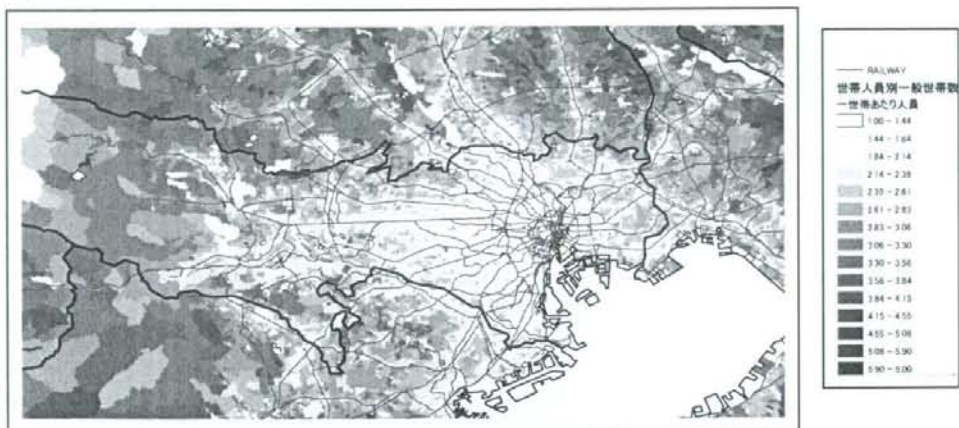 RAILWAY
世帯人員別一般世帯数
一世帯あたり人員
1.00 - 1.44
1.44 - 1.84
1.84 - 2.14
2.14 - 2.38
2.38 - 2.61
2.61 - 2.83
2.83 - 3.06
3.06 - 3.30
3.30 - 3.56
3.56 - 3.84
3.84 - 4.15
4.15 - 4.55
4.55 - 5.08
5.08 - 5.90
5.90 - 9.00